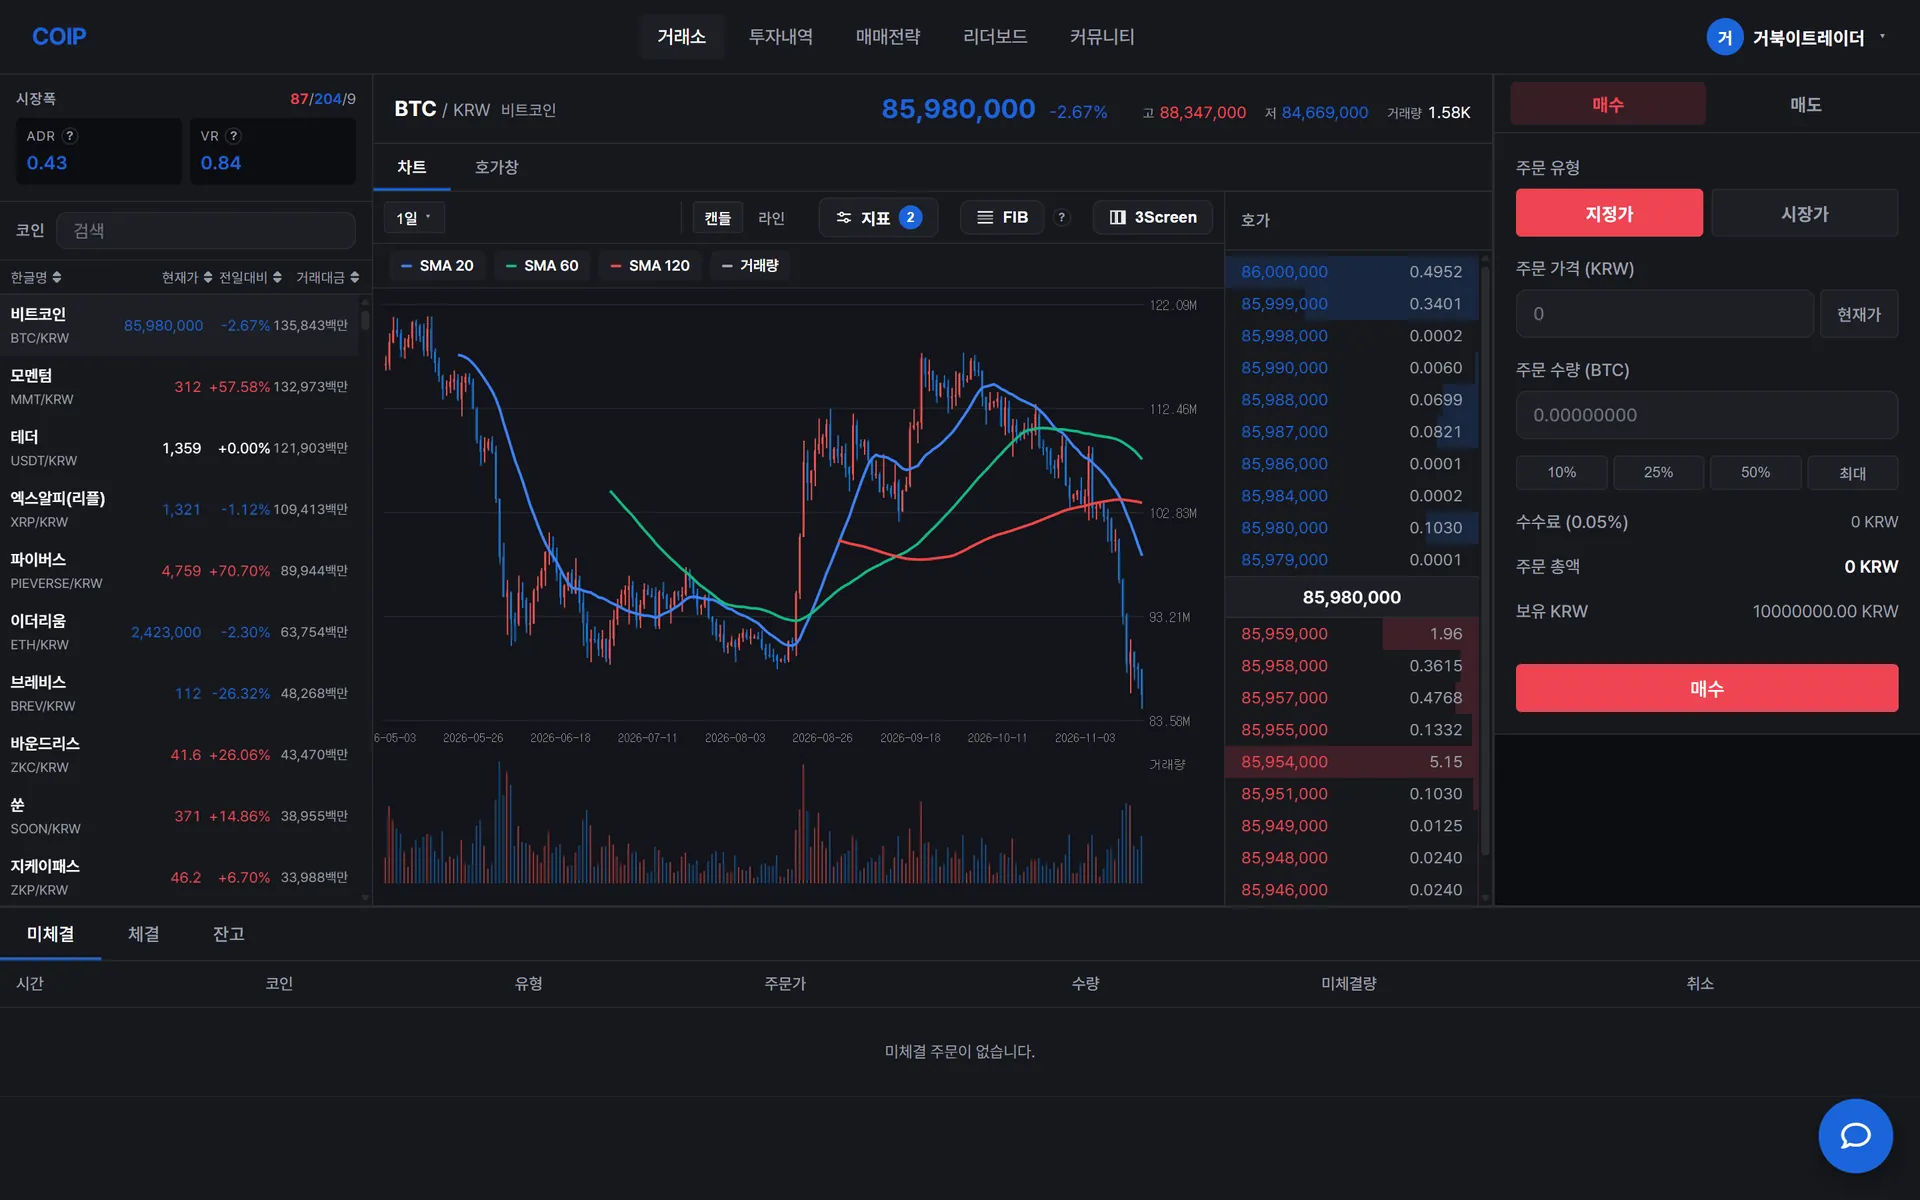 COIP
거래소
투자내역
매매전략
리더보드
커뮤니티
거
거북이트레이더
시장폭
87/204/9
ADR ?
0.43
VR ?
0.84
코인
검색
한글명 현재가 전일대비 거래대금
비트코인
BTC/KRW
85,980,000 -2.67% 135,843백만
모멘텀
MMT/KRW
312 +57.58% 132,973백만
테더
USDT/KRW
1,359 +0.00% 121,903백만
엑스알피(리플)
XRP/KRW
1,321 -1.12% 109,413백만
파이버스
PIEVERSE/KRW
4,759 +70.70% 89,944백만
이더리움
ETH/KRW
2,423,000 -2.30% 63,754백만
브레비스
BREV/KRW
112 -26.32% 48,268백만
바운드리스
ZKC/KRW
41.6 +26.06% 43,470백만
쑨
SOON/KRW
371 +14.86% 38,955백만
지케이패스
ZKP/KRW
46.2 +6.70% 33,988백만
BTC / KRW 비트코인
85,980,000 -2.67%
고 88,347,000
저 84,669,000
거래량 1.58K
차트
호가창
1일
캔들
라인
지표 2
FIB
?
3Screen
SMA 20
SMA 60
SMA 120
거래량
122.09M
112.46M
102.83M
93.21M
83.58M
6-05-03 2026-05-26 2026-06-18 2026-07-11 2026-08-03 2026-08-26 2026-09-18 2026-10-11 2026-11-03
거래량
호가
86,000,000 0.4952
85,999,000 0.3401
85,998,000 0.0002
85,990,000 0.0060
85,988,000 0.0699
85,987,000 0.0821
85,986,000 0.0001
85,984,000 0.0002
85,980,000 0.1030
85,979,000 0.0001
85,980,000
85,959,000 1.96
85,958,000 0.3615
85,957,000 0.4768
85,955,000 0.1332
85,954,000 5.15
85,951,000 0.1030
85,949,000 0.0125
85,948,000 0.0240
85,946,000 0.0240
매수
매도
주문 유형
지정가
시장가
주문 가격 (KRW)
0
현재가
주문 수량 (BTC)
0.00000000
10%
25%
50%
최대
수수료 (0.05%) 0 KRW
주문 총액 0 KRW
보유 KRW 10000000.00 KRW
매수
미체결
체결
잔고
시간 코인 유형 주문가 수량 미체결량 취소
미체결 주문이 없습니다.